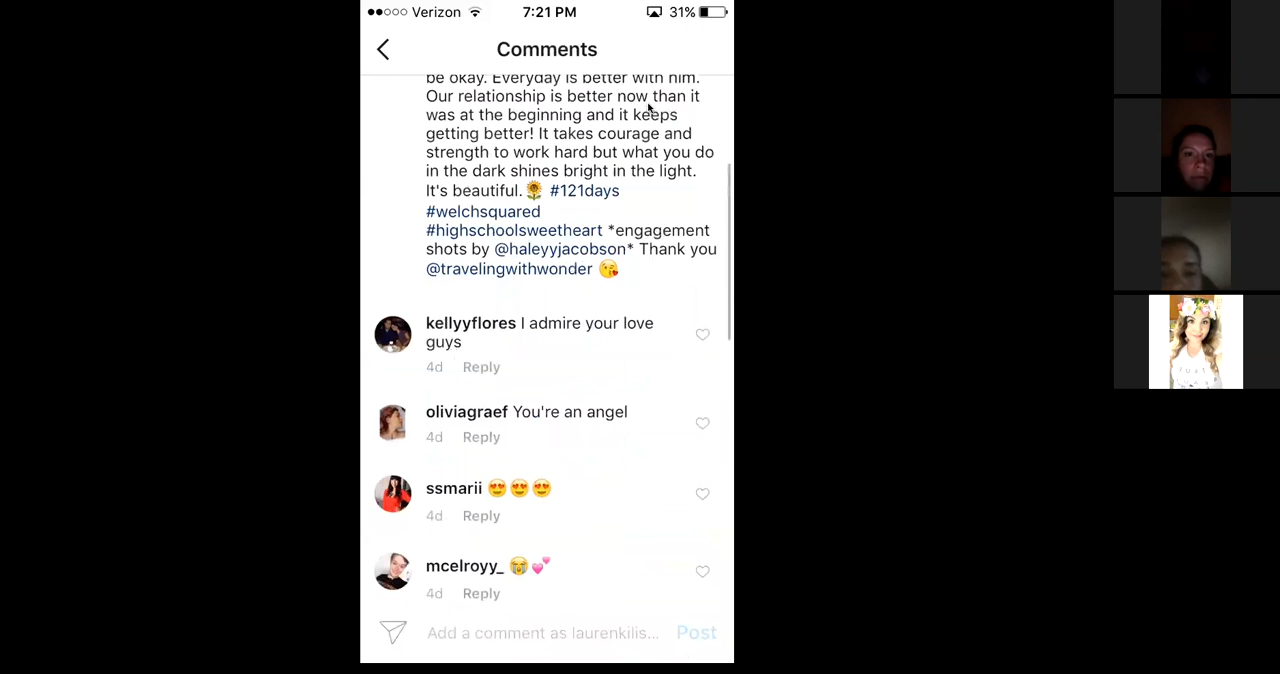 Verizon 7:21 PM 31%
Comments
be okay. Everyday is better with him.
Our relationship is better now than it
was at the beginning and it keeps
getting better! It takes courage and
strength to work hard but what you do
in the dark shines bright in the light.
It's beautiful.🌻 #121days
#welchsquared
#highschoolsweetheart *engagement
shots by @haleyyjacobson* Thank you
@travelingwithwonder 😘
kellyyflores I admire your love
guys
4d Reply
oliviagraef You're an angel
4d Reply
ssmarii 😍😍😍
4d Reply
mcelroyy_ 😭💕
4d Reply
Add a comment as laurenkilis... Post